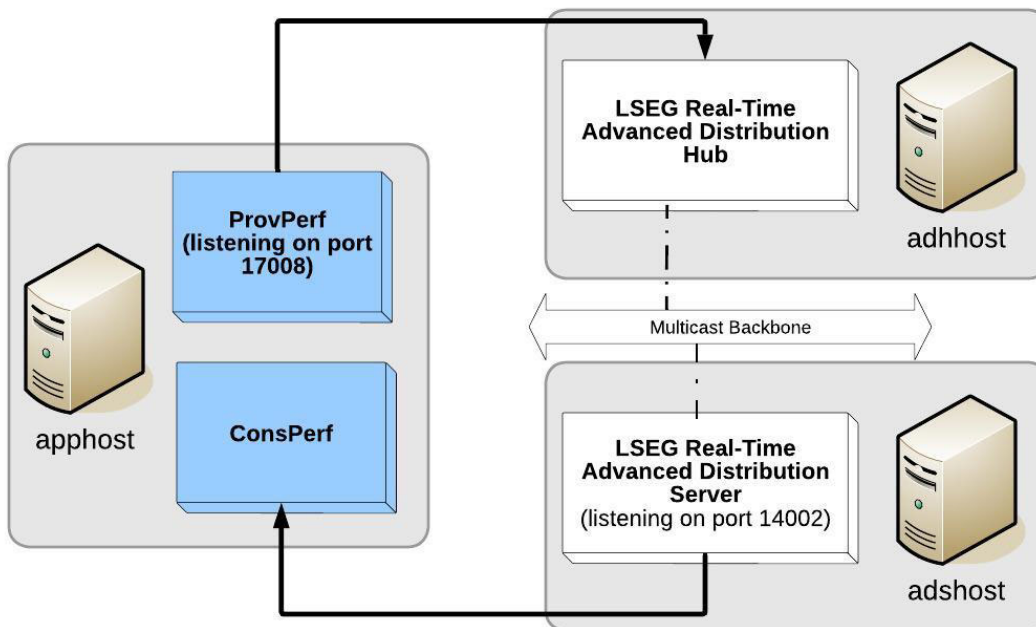 ProvPerf
(listening on port
17008)
ConsPerf
apphost
LSEG Real-Time
Advanced Distribution
Hub
adhhost
Multicast Backbone
LSEG Real-Time
Advanced Distribution
Server
(listening on port 14002)
adshost